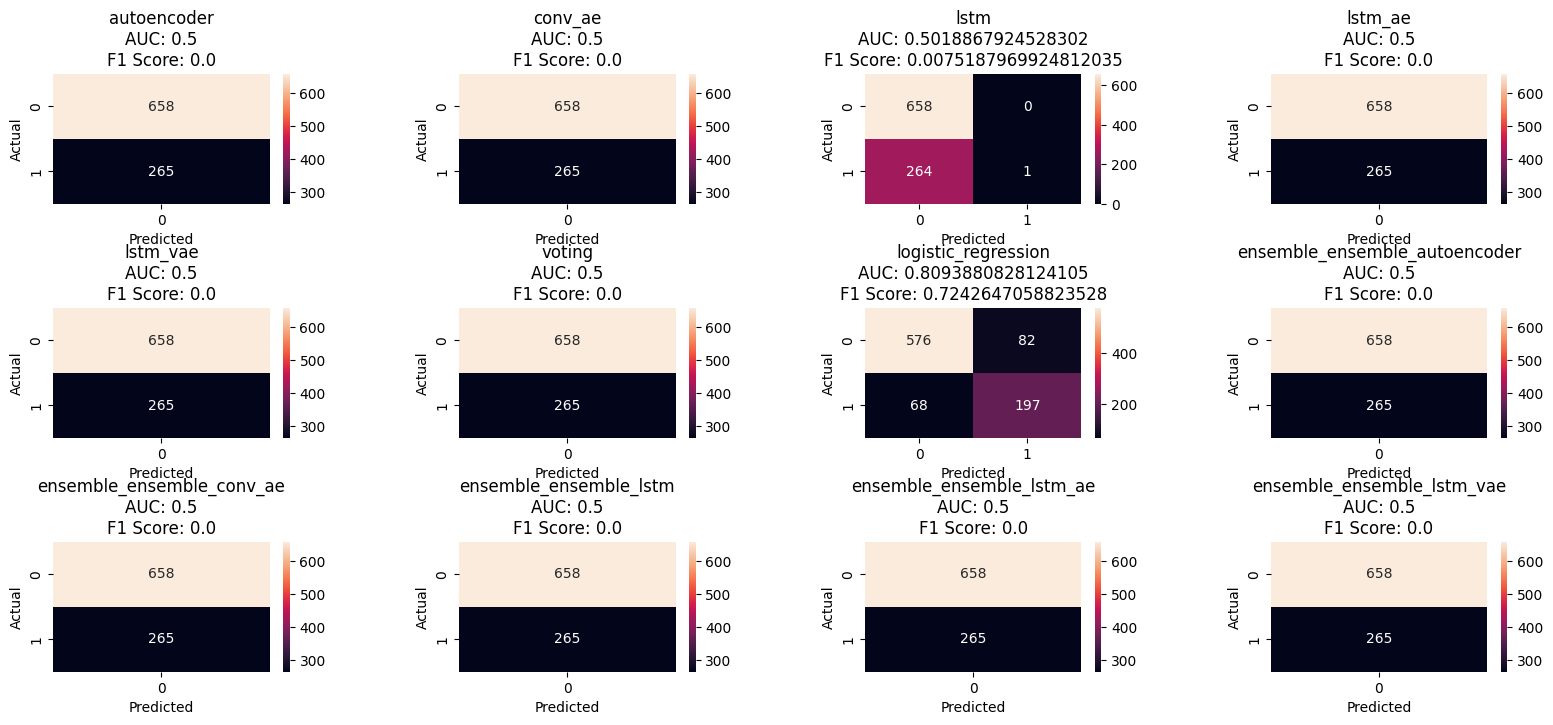 autoencoder
AUC: 0.5
F1 Score: 0.0
Actual
0
1
658
265
0
Predicted
600
500
400
300
conv_ae
AUC: 0.5
F1 Score: 0.0
Actual
0
1
658
265
0
Predicted
600
500
400
300
lstm
AUC: 0.5018867924528302
F1 Score: 0.0075187969924812035
Actual
0
1
658 0
264 1
0 1
Predicted
600
400
200
0
lstm_ae
AUC: 0.5
F1 Score: 0.0
Actual
0
1
658
265
0
Predicted
600
500
400
300
lstm_vae
AUC: 0.5
F1 Score: 0.0
Actual
0
1
658
265
0
Predicted
600
500
400
300
voting
AUC: 0.5
F1 Score: 0.0
Actual
0
1
658
265
0
Predicted
600
500
400
300
logistic_regression
AUC: 0.8093880828124105
F1 Score: 0.7242647058823528
Actual
0
1
576 82
68 197
0 1
Predicted
400
200
ensemble_ensemble_autoencoder
AUC: 0.5
F1 Score: 0.0
Actual
0
1
658
265
0
Predicted
600
500
400
300
ensemble_ensemble_conv_ae
AUC: 0.5
F1 Score: 0.0
Actual
0
1
658
265
0
Predicted
600
500
400
300
ensemble_ensemble_lstm
AUC: 0.5
F1 Score: 0.0
Actual
0
1
658
265
0
Predicted
600
500
400
300
ensemble_ensemble_lstm_ae
AUC: 0.5
F1 Score: 0.0
Actual
0
1
658
265
0
Predicted
600
500
400
300
ensemble_ensemble_lstm_vae
AUC: 0.5
F1 Score: 0.0
Actual
0
1
658
265
0
Predicted
600
500
400
300